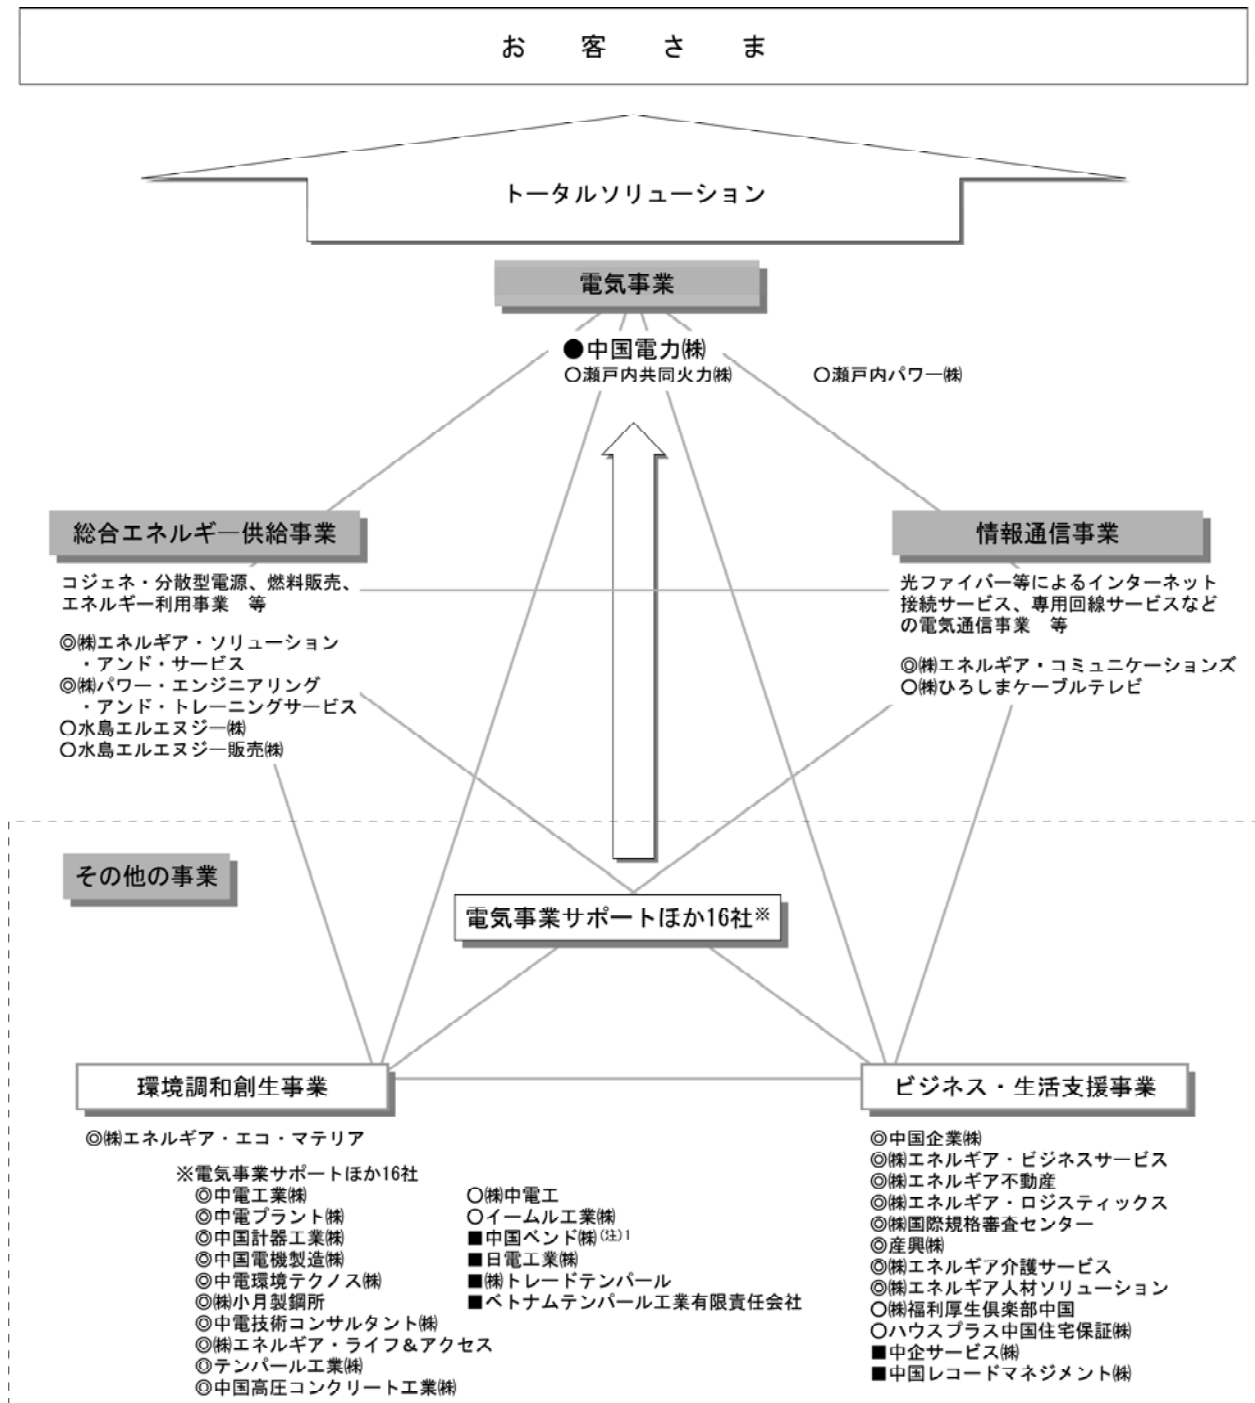 お客さま
トータルソリューション
電気事業
●中国電力㈱
○瀬戸内共同火力㈱
○瀬戸内パワー㈱
総合エネルギー供給事業
コジェネ・分散型電源、燃料販売、
エネルギー利用事業　等
◎㈱エネルギア・ソリューション
・アンド・サービス
◎㈱パワー・エンジニアリング
・アンド・トレーニングサービス
○水島エルエヌジー㈱
○水島エルエヌジー販売㈱
情報通信事業
光ファイバー等によるインターネット
接続サービス、専用回線サービスなど
の電気通信事業　等
◎㈱エネルギア・コミュニケーションズ
○㈱ひろしまケーブルテレビ
その他の事業
電気事業サポートほか16社※
環境調和創生事業
◎㈱エネルギア・エコ・マテリア
※電気事業サポートほか16社
◎中電工業㈱
◎中電プラント㈱
◎中国計器工業㈱
◎中国電機製造㈱
◎中電環境テクノス㈱
◎㈱小月製鋼所
◎中電技術コンサルタント㈱
◎㈱エネルギア・ライフ＆アクセス
◎テンパール工業㈱
◎中国高圧コンクリート工業㈱
○㈱中電工
○イームル工業㈱
■中国ベンド㈱(注)1
■日電工業㈱
■㈱トレードテンパール
■ベトナムテンパール工業有限責任会社
ビジネス・生活支援事業
◎中国企業㈱
◎㈱エネルギア・ビジネスサービス
◎㈱エネルギア不動産
◎㈱エネルギア・ロジスティックス
◎㈱国際規格審査センター
◎産興㈱
◎㈱エネルギア介護サービス
◎㈱エネルギア人材ソリューション
○㈱福利厚生倶楽部中国
○ハウスプラス中国住宅保証㈱
■中企サービス㈱
■中国レコードマネジメント㈱